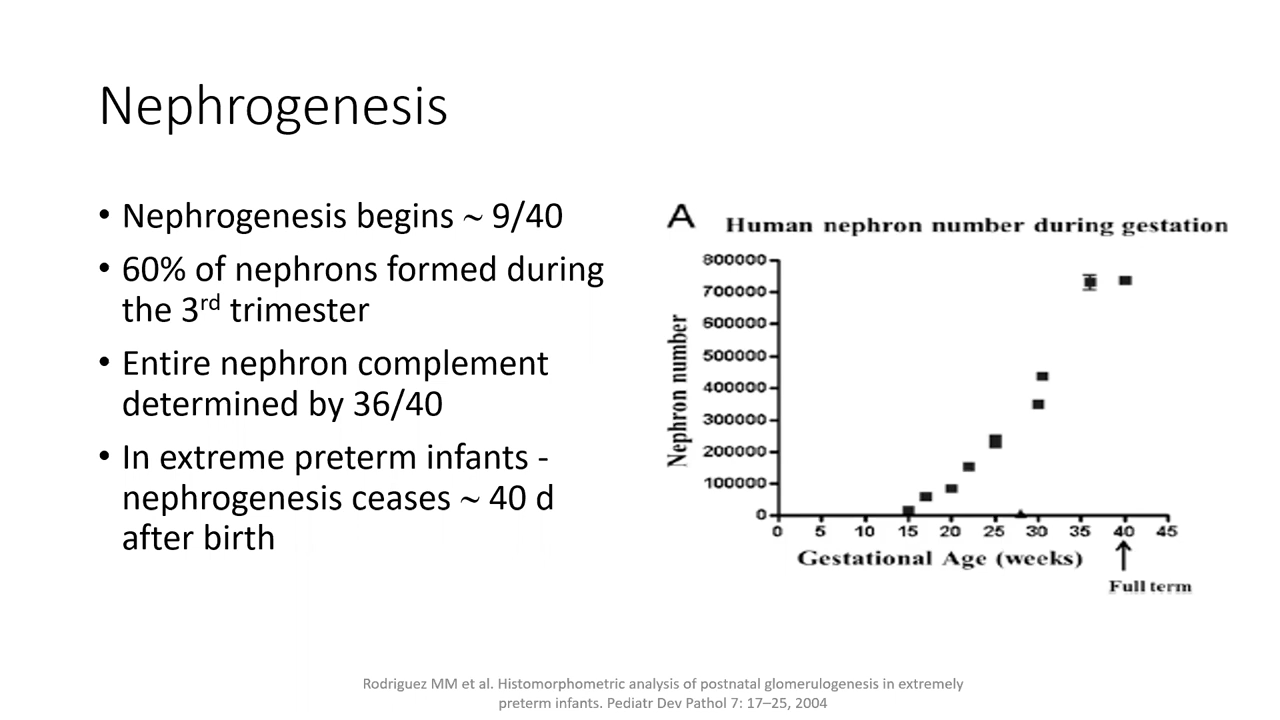 Nephrogenesis
• Nephrogenesis begins ~ 9/40
• 60% of nephrons formed during
the 3rd trimester
• Entire nephron complement
determined by 36/40
• In extreme preterm infants -
nephrogenesis ceases ~ 40 d
after birth
A
Human nephron number during gestation
Nephron number
800000
700000
600000
500000
400000
300000
200000
100000
0
0 5 10 15 20 25 30 35 40 45
Gestational Age (weeks)
Full term
Rodriguez MM et al. Histomorphometric analysis of postnatal glomerulogenesis in extremely
preterm infants. Pediatr Dev Pathol 7: 17–25, 2004